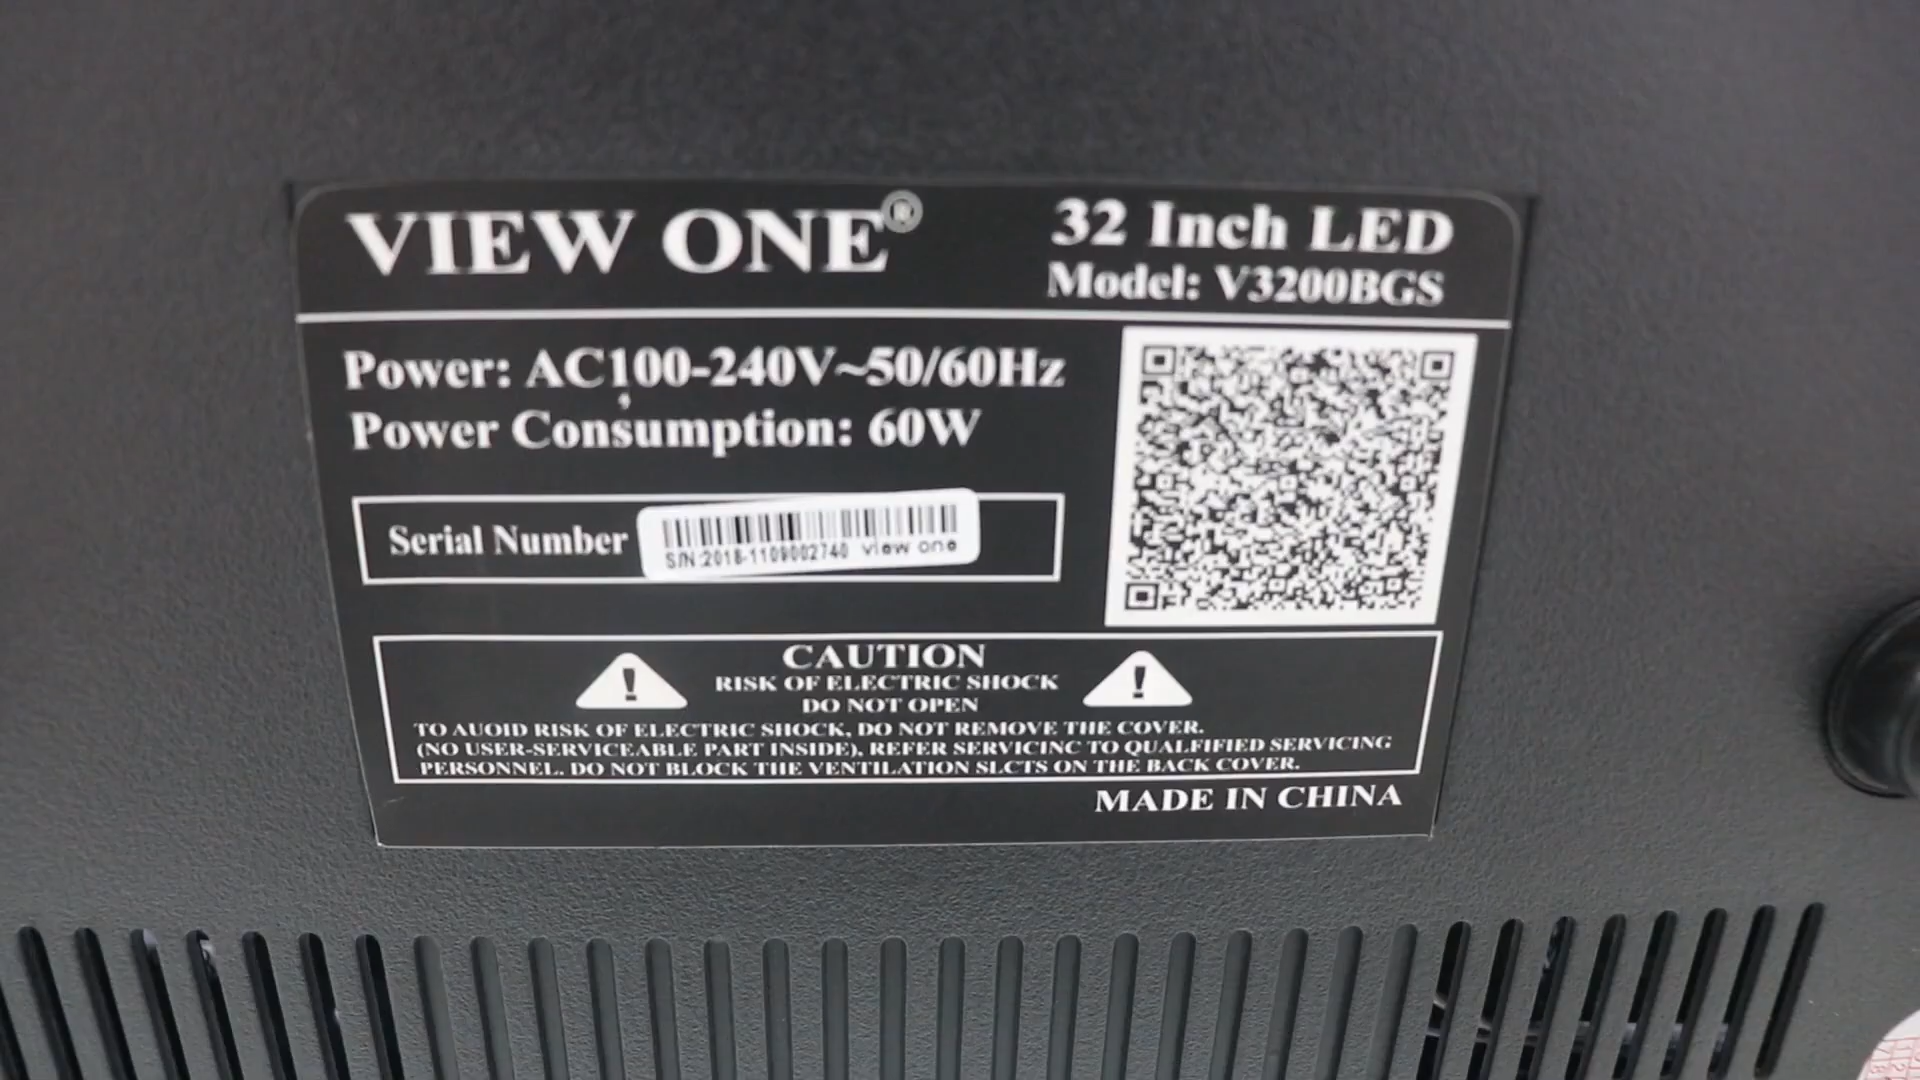 VIEW ONE®
32 Inch LED
Model: V3200BGS
Power: AC100-240V~50/60Hz
Power Consumption: 60W
Serial Number
S/N:2018-1109002740 view one
CAUTION
RISK OF ELECTRIC SHOCK
DO NOT OPEN
TO AUOID RISK OF ELECTRIC SHOCK, DO NOT REMOVE THE COVER.
(NO USER-SERVICEABLE PART INSIDE), REFER SERVICINC TO QUALFIFIED SERVICING
PERSONNEL. DO NOT BLOCK THE VENTILATION SLCTS ON THE BACK COVER.
MADE IN CHINA